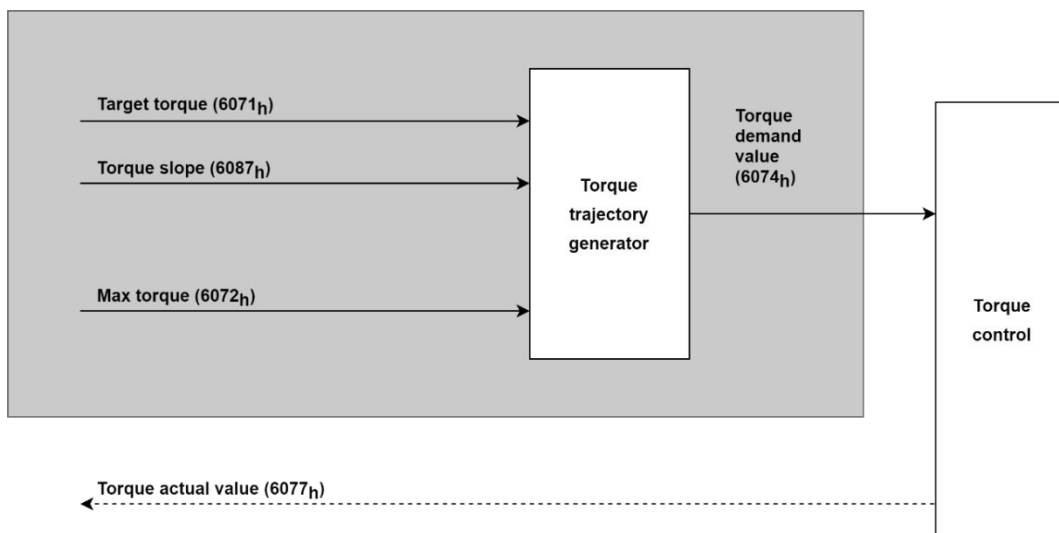 Target torque (6071h)
Torque slope (6087h)
Max torque (6072h)
Torque
trajectory
generator
Torque
demand
value
(6074h)
Torque
control
Torque actual value (6077h)